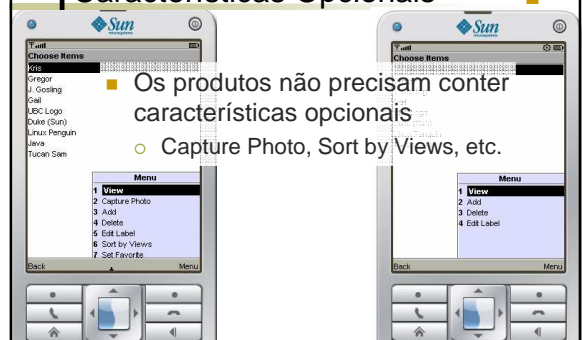 Características Opcionais
Sun
Choose Items
Kris
Gregor
J. Gosling
Gail
UBC Logo
Duke (Sun)
Linux Penguin
Java
Tucan Sam
Menu
1 View
2 Capture Photo
3 Add
4 Delete
5 Edit Label
6 Sort by Views
7 Set Favorite
Back Menu
Os produtos não precisam conter
características opcionais
Capture Photo, Sort by Views, etc.
Sun
Choose Items
Menu
1 View
2 Add
3 Delete
4 Edit Label
Back Menu